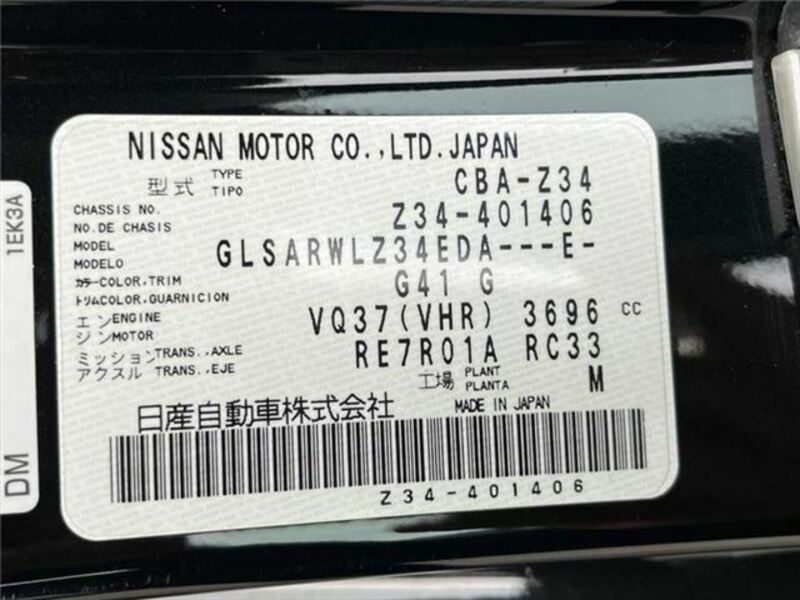 NISSAN MOTOR CO.,LTD.JAPAN
型式 TYPE TIPO CBA-Z34
CHASSIS NO.
NO.DE CHASIS Z34-401406
MODEL
MODELO GLSARWLZ34EDA---E-
カラーCOLOR,TRIM
トリムCOLOR,GUARNICION G41 G
エンENGINE
ジンMOTOR VQ37(VHR) 3696 CC
ミッションTRANS.,AXLE
アクスル TRANS.,EJE RE7R01A RC33
工場 PLANT PLANTA M
日産自動車株式会社 MADE IN JAPAN
Z34-401406
1EK3A
DM